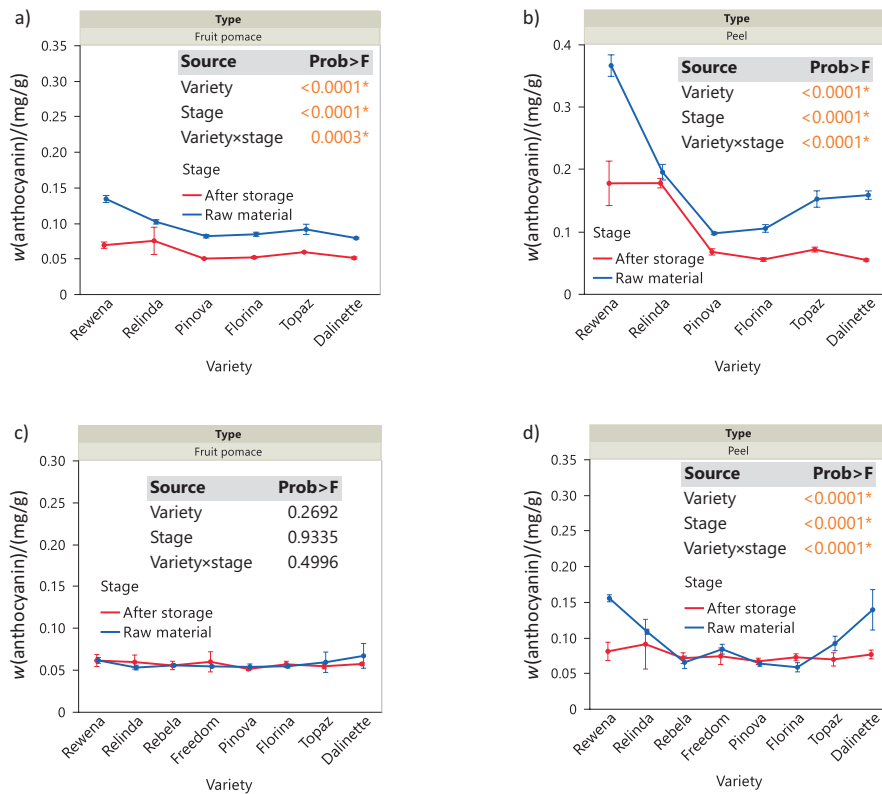 a)
Type
Fruit pomace
w(anthocyanin)/(mg/g)
0.35
0.30
0.25
0.20
0.15
0.10
0.05
0
Source Prob>F
Variety <0.0001*
Stage <0.0001*
Variety×stage 0.0003*
Stage
After storage
Raw material
Rewena
Relinda
Pinova
Florina
Topaz
Dalinette
Variety
b)
Type
Peel
w(anthocyanin)/(mg/g)
0.4
0.3
0.2
0.1
0
Source Prob>F
Variety <0.0001*
Stage <0.0001*
Variety×stage <0.0001*
Stage
After storage
Raw material
Rewena
Relinda
Pinova
Florina
Topaz
Dalinette
Variety
c)
Type
Fruit pomace
w(anthocyanin)/(mg/g)
0.30
0.25
0.20
0.15
0.10
0.05
0
Source Prob>F
Variety 0.2692
Stage 0.9335
Variety×stage 0.4996
Stage
After storage
Raw material
Rewena
Relinda
Rebela
Freedom
Pinova
Florina
Topaz
Dalinette
Variety
d)
Type
Peel
w(anthocyanin)/(mg/g)
0.35
0.30
0.25
0.20
0.15
0.10
0.05
0
Source Prob>F
Variety <0.0001*
Stage <0.0001*
Variety×stage <0.0001*
Stage
After storage
Raw material
Rewena
Relinda
Rebela
Freedom
Pinova
Florina
Topaz
Dalinette
Variety